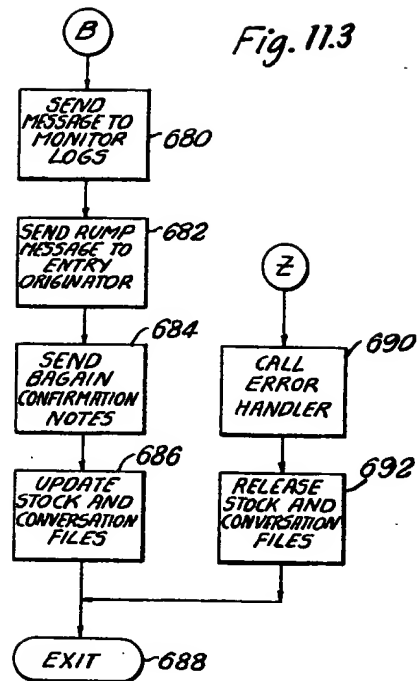 B
Fig. 11.3
SEND
MESSAGE TO
MONITOR
LOGS
680
SEND RUMP
MESSAGE TO
ENTRY
ORIGINATOR
682
SEND
BAGAIN
CONFIRMATION
NOTES
684
UPDATE
STOCK AND
CONVERSATION
FILES
686
Z
CALL
ERROR
HANDLER
690
RELEASE
STOCK AND
CONVERSATION
FILES
692
EXIT
688